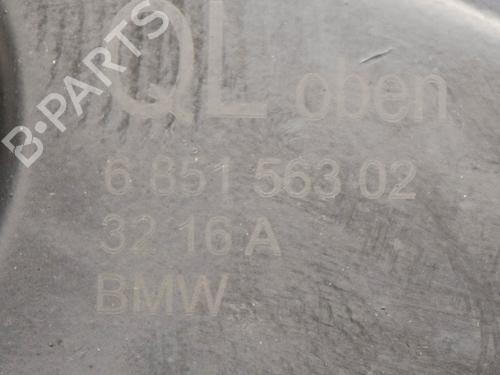 QL oben
6 851 563 02
32 16 A
BMW
B-PARTS